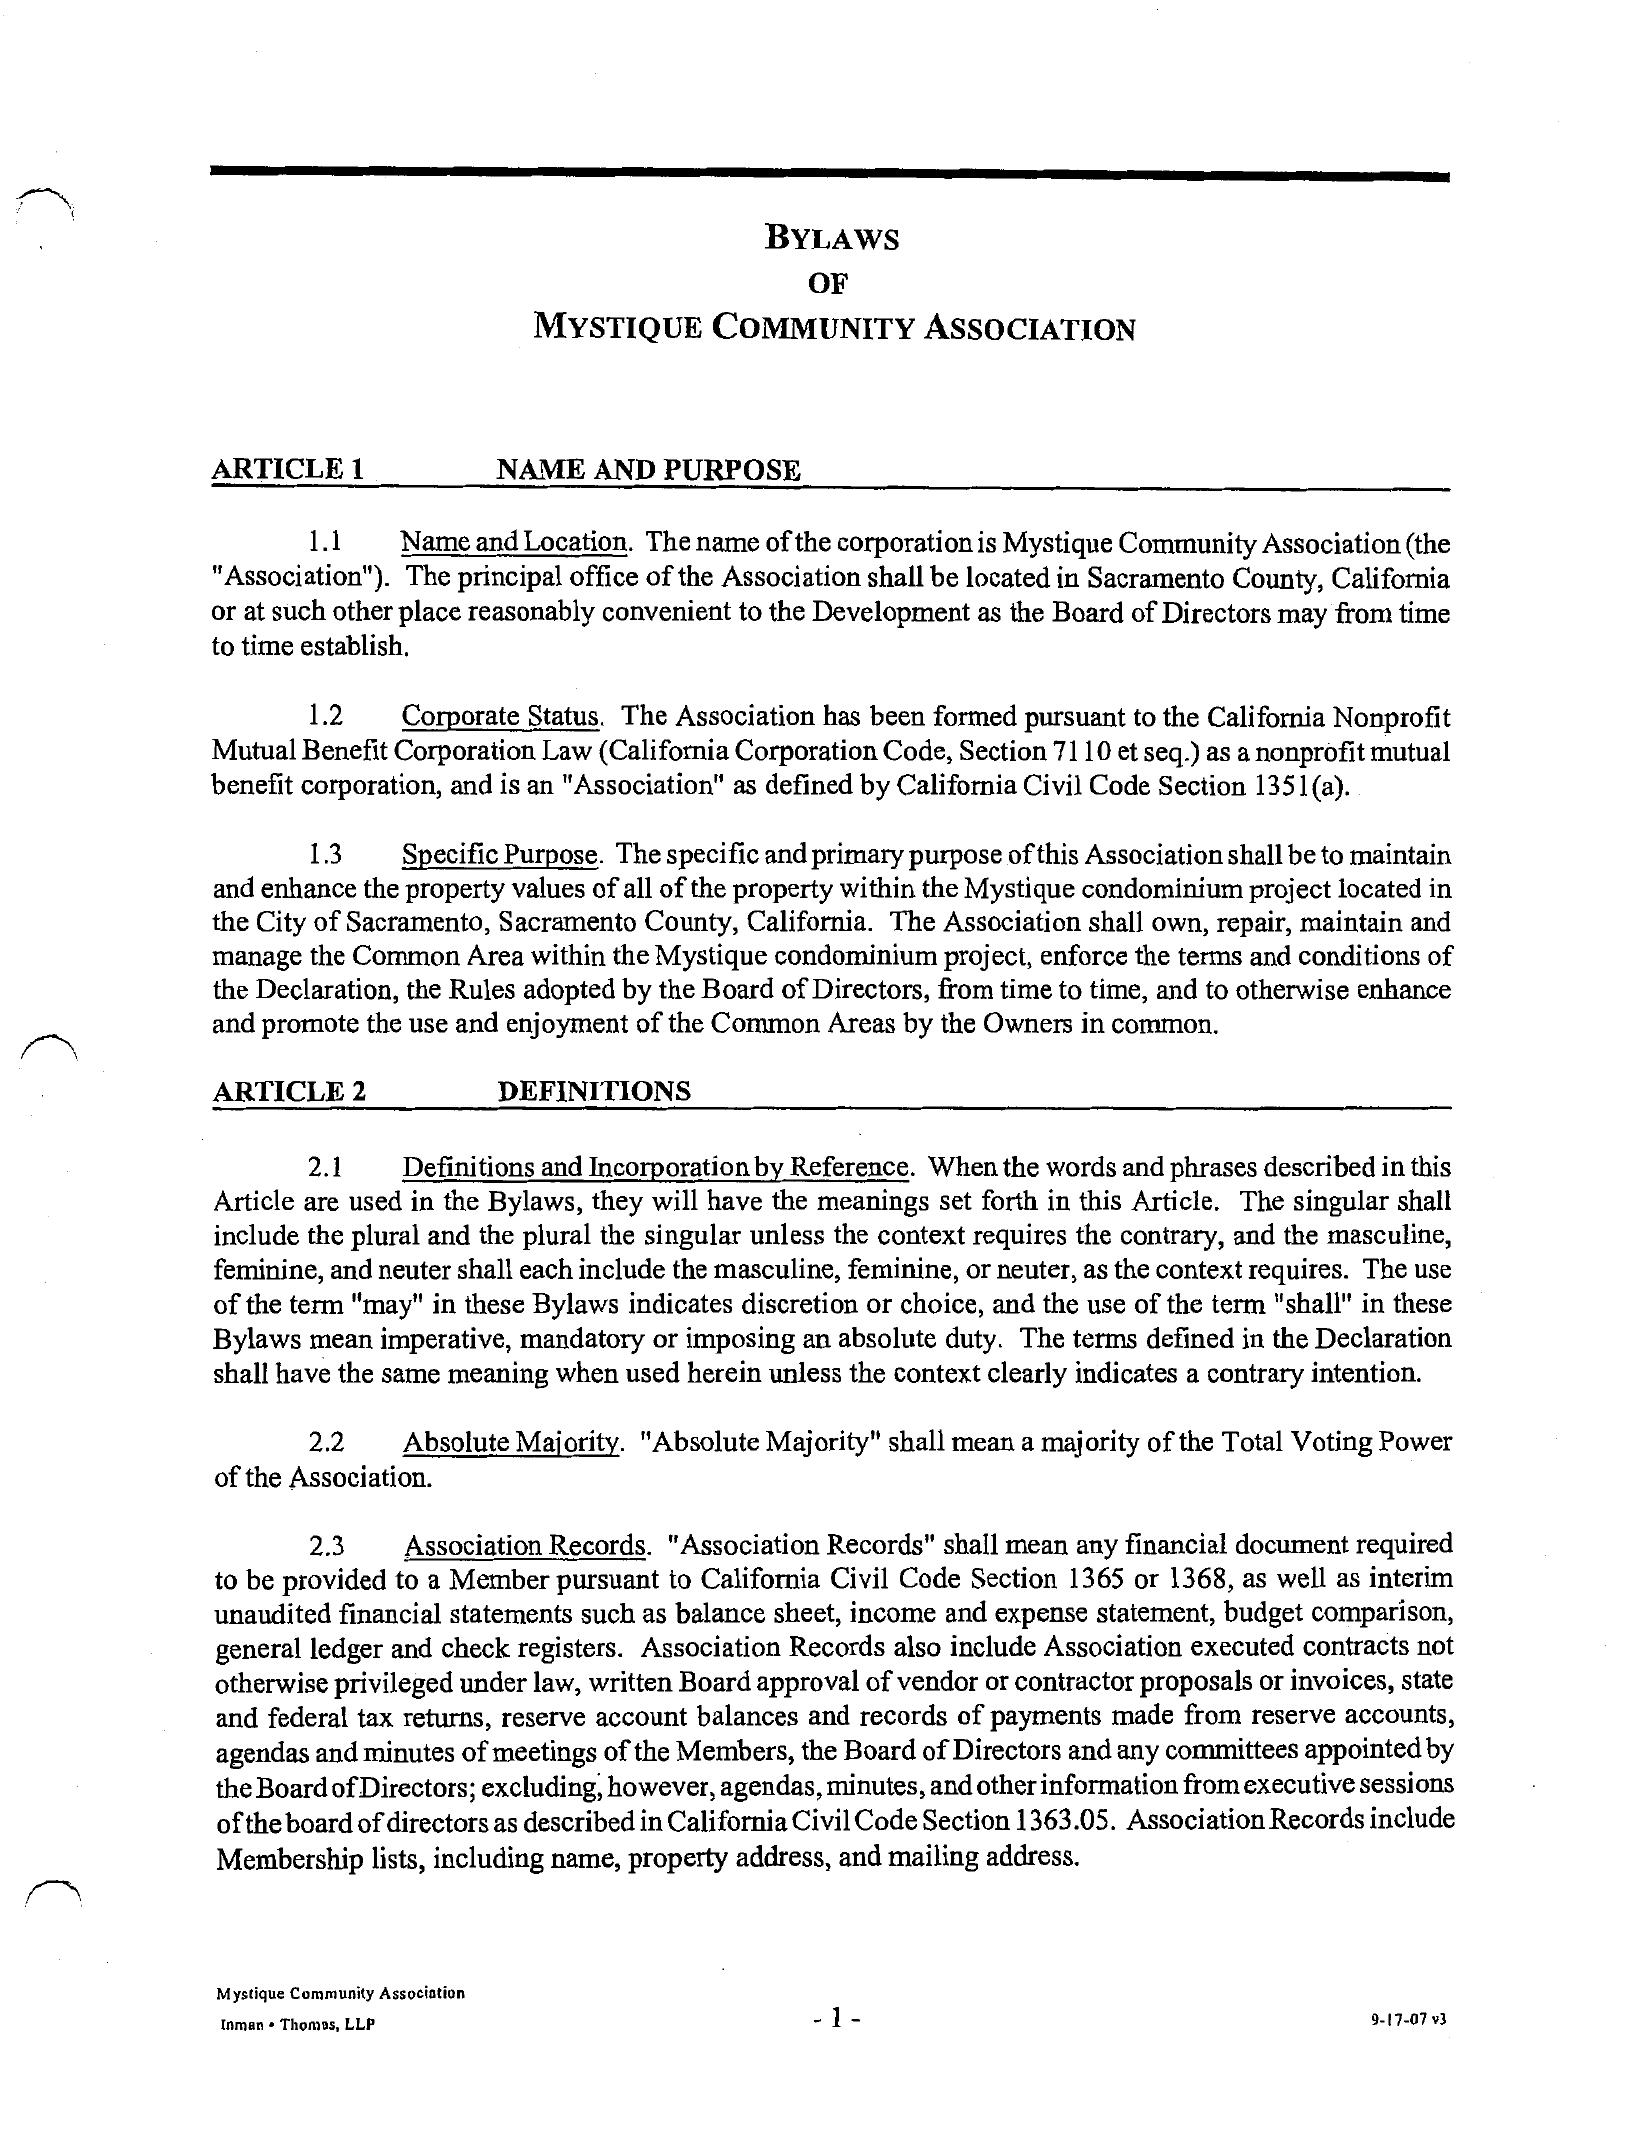 BYLAWS
OF
MYSTIQUE COMMUNITY ASSOCIATION
ARTICLE 1 NAME AND PURPOSE
1.1 Name and Location. The name of the corporation is Mystique Community Association (the
"Association"). The principal office of the Association shall be located in Sacramento County, California
or at such other place reasonably convenient to the Development as the Board of Directors may from time
to time establish.
1.2 Corporate Status. The Association has been formed pursuant to the California Nonprofit
Mutual Benefit Corporation Law (California Corporation Code, Section 7110 et seq.) as a nonprofit mutual
benefit corporation, and is an "Association" as defined by California Civil Code Section 1351(a).
1.3 Specific Purpose. The specific and primary purpose of this Association shall be to maintain
and enhance the property values of all of the property within the Mystique condominium project located in
the City of Sacramento, Sacramento County, California. The Association shall own, repair, maintain and
manage the Common Area within the Mystique condominium project, enforce the terms and conditions of
the Declaration, the Rules adopted by the Board of Directors, from time to time, and to otherwise enhance
and promote the use and enjoyment of the Common Areas by the Owners in common.
ARTICLE 2 DEFINITIONS
2.1 Definitions and Incorporation by Reference. When the words and phrases described in this
Article are used in the Bylaws, they will have the meanings set forth in this Article. The singular shall
include the plural and the plural the singular unless the context requires the contrary, and the masculine,
feminine, and neuter shall each include the masculine, feminine, or neuter, as the context requires. The use
of the term "may" in these Bylaws indicates discretion or choice, and the use of the term "shall" in these
Bylaws mean imperative, mandatory or imposing an absolute duty. The terms defined in the Declaration
shall have the same meaning when used herein unless the context clearly indicates a contrary intention.
2.2 Absolute Majority. "Absolute Majority" shall mean a majority of the Total Voting Power
of the Association.
2.3 Association Records. "Association Records" shall mean any financial document required
to be provided to a Member pursuant to California Civil Code Section 1365 or 1368, as well as interim
unaudited financial statements such as balance sheet, income and expense statement, budget comparison,
general ledger and check registers. Association Records also include Association executed contracts not
otherwise privileged under law, written Board approval of vendor or contractor proposals or invoices, state
and federal tax returns, reserve account balances and records of payments made from reserve accounts,
agendas and minutes of meetings of the Members, the Board of Directors and any committees appointed by
the Board of Directors; excluding, however, agendas, minutes, and other information from executive sessions
of the board of directors as described in California Civil Code Section 1363.05. Association Records include
Membership lists, including name, property address, and mailing address.
Mystique Community Association
Inman • Thomas, LLP
- 1 -
9-17-07 v3